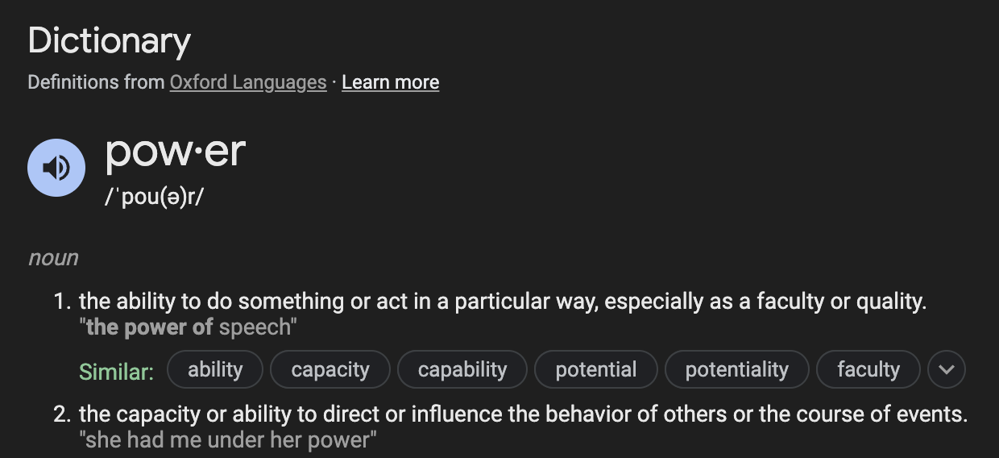 Dictionary
Definitions from Oxford Languages · Learn more
pow·er
/ˈpou(ə)r/
noun
1. the ability to do something or act in a particular way, especially as a faculty or quality.
"the power of speech"
Similar: ability capacity capability potential potentiality faculty
2. the capacity or ability to direct or influence the behavior of others or the course of events.
"she had me under her power"